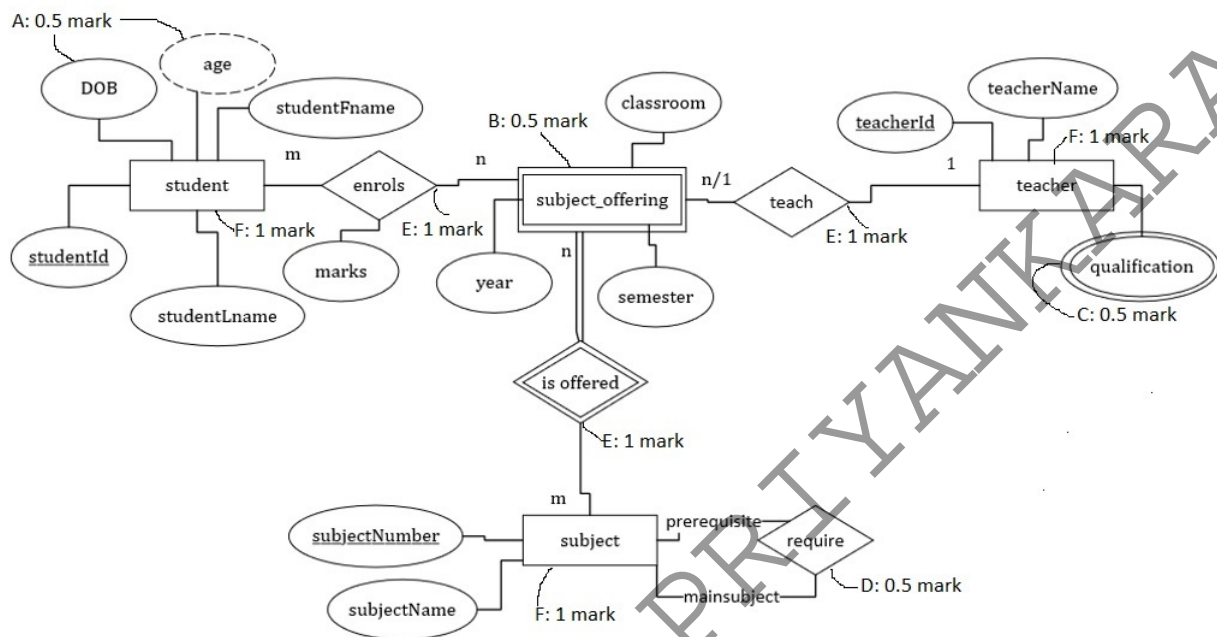 A: 0.5 mark
age
DOB
studentFname
student
studentId
studentLname
F: 1 mark
m
enrols
n
E: 1 mark
marks
B: 0.5 mark
classroom
subject_offering
year
semester
n
n/1
teach
1
E: 1 mark
teacherId
teacherName
F: 1 mark
teacher
qualification
C: 0.5 mark
is offered
E: 1 mark
m
subjectNumber
subject
subjectName
F: 1 mark
prerequisite
require
mainsubject
D: 0.5 mark
PRIYANKARA